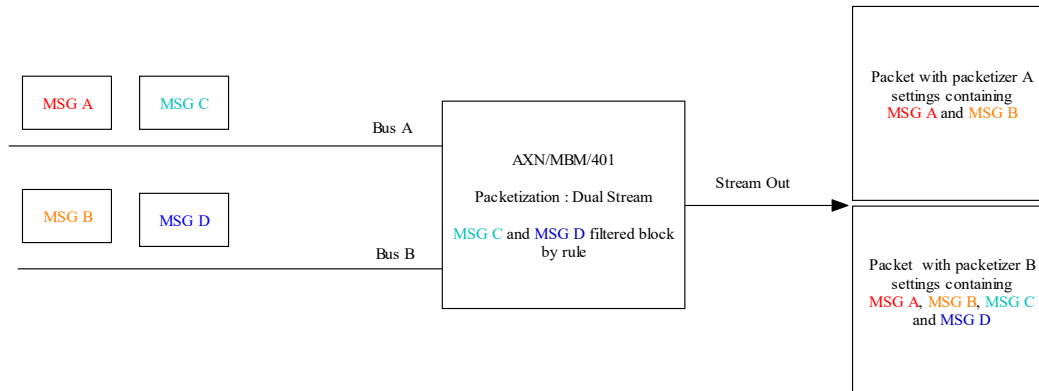 MSG A
MSG C
Bus A
MSG B
MSG D
Bus B
AXN/MBM/401
Packetization : Dual Stream
MSG C and MSG D filtered block
by rule
Stream Out
Packet with packetizer A
settings containing
MSG A and MSG B
Packet with packetizer B
settings containing
MSG A, MSG B, MSG C
and MSG D